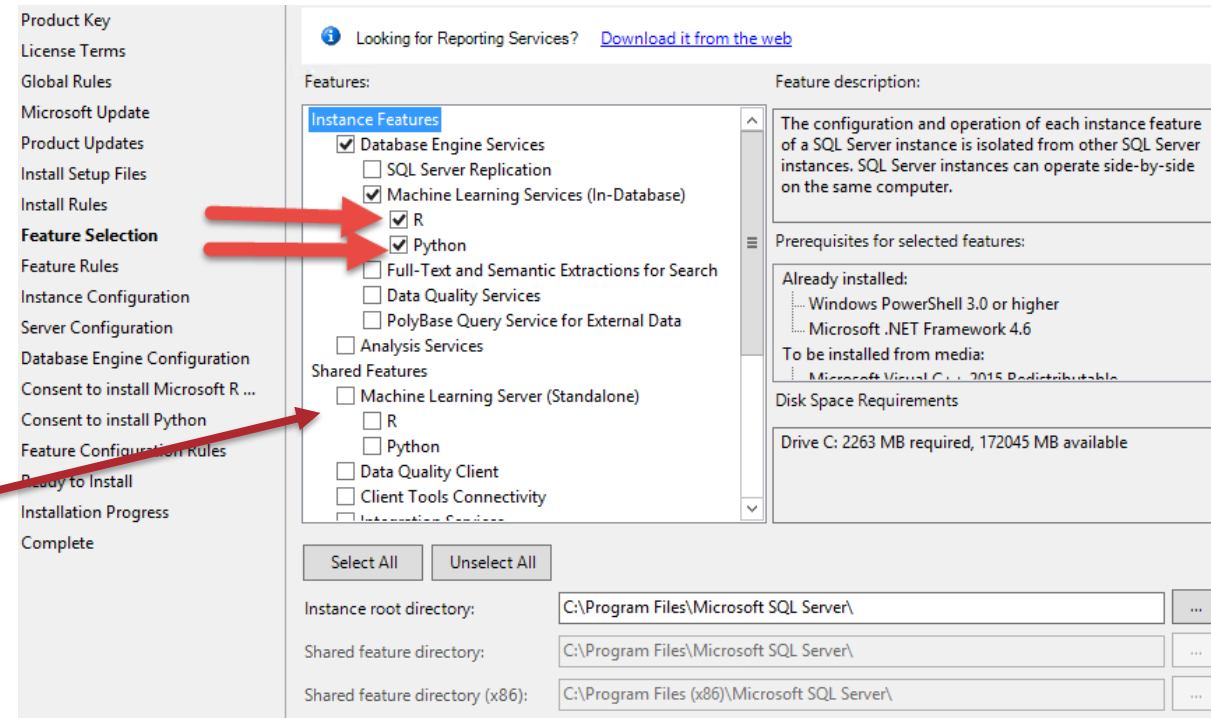 Product Key
License Terms
Global Rules
Microsoft Update
Product Updates
Install Setup Files
Install Rules
Feature Selection
Feature Rules
Instance Configuration
Server Configuration
Database Engine Configuration
Consent to install Microsoft R ...
Consent to install Python
Feature Configuration Rules
Ready to Install
Installation Progress
Complete
Looking for Reporting Services? Download it from the web
Features:
Instance Features
Database Engine Services
SQL Server Replication
Machine Learning Services (In-Database)
R
Python
Full-Text and Semantic Extractions for Search
Data Quality Services
PolyBase Query Service for External Data
Analysis Services
Shared Features
Machine Learning Server (Standalone)
R
Python
Data Quality Client
Client Tools Connectivity
Integration Services
Feature description:
The configuration and operation of each instance feature
of a SQL Server instance is isolated from other SQL Server
instances. SQL Server instances can operate side-by-side
on the same computer.
Prerequisites for selected features:
Already installed:
Windows PowerShell 3.0 or higher
Microsoft .NET Framework 4.6
To be installed from media:
Microsoft Visual C++ 2015 Redistributable
Disk Space Requirements
Drive C: 2263 MB required, 172045 MB available
Select All
Unselect All
Instance root directory:
C:\Program Files\Microsoft SQL Server\
...
Shared feature directory:
C:\Program Files\Microsoft SQL Server\
...
Shared feature directory (x86):
C:\Program Files (x86)\Microsoft SQL Server\
...